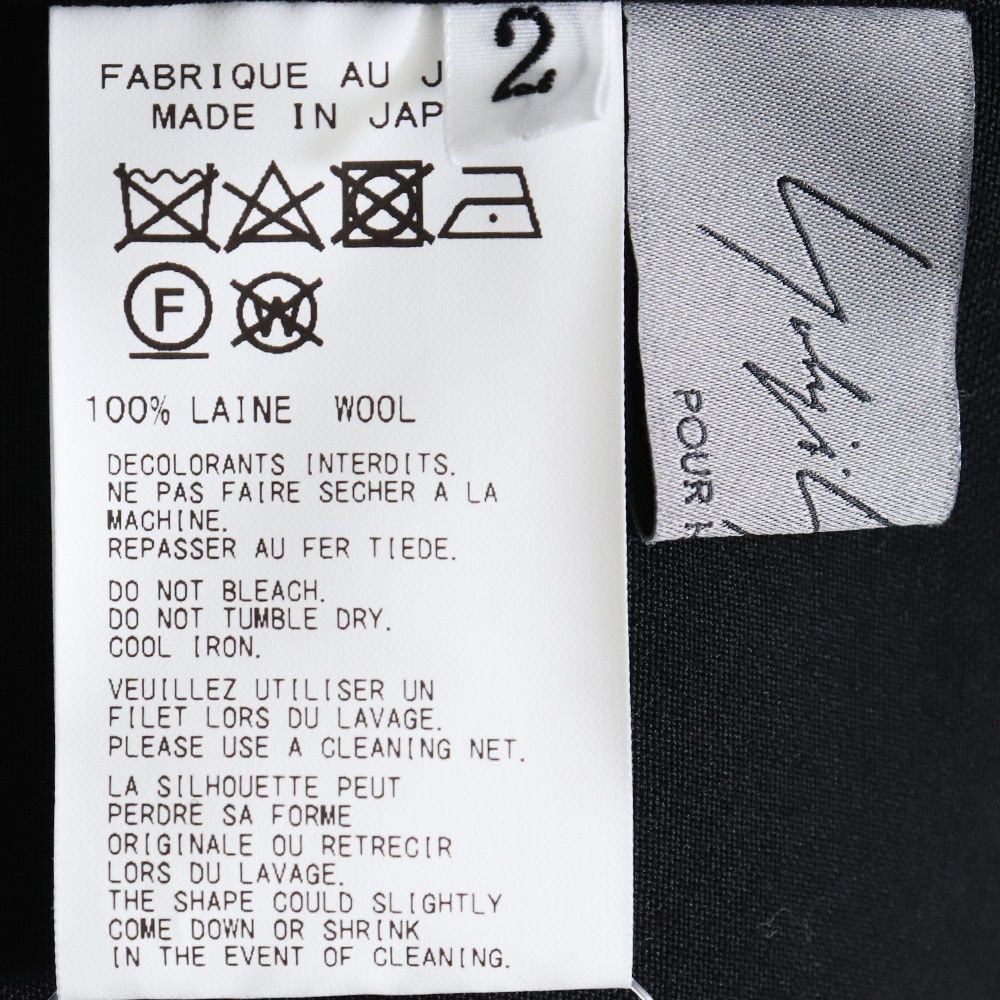 2
FABRIQUE AU J
MADE IN JAP
F
W
100% LAINE WOOL
DECOLORANTS INTERDITS.
NE PAS FAIRE SECHER A LA
MACHINE.
REPASSER AU FER TIEDE.
DO NOT BLEACH.
DO NOT TUMBLE DRY.
COOL IRON.
VEUILLEZ UTILISER UN
FILET LORS DU LAVAGE.
PLEASE USE A CLEANING NET.
LA SILHOUETTE PEUT
PERDRE SA FORME
ORIGINALE OU RETRECIR
LORS DU LAVAGE.
THE SHAPE COULD SLIGHTLY
COME DOWN OR SHRINK
IN THE EVENT OF CLEANING.
POUR H